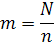 m = N/n